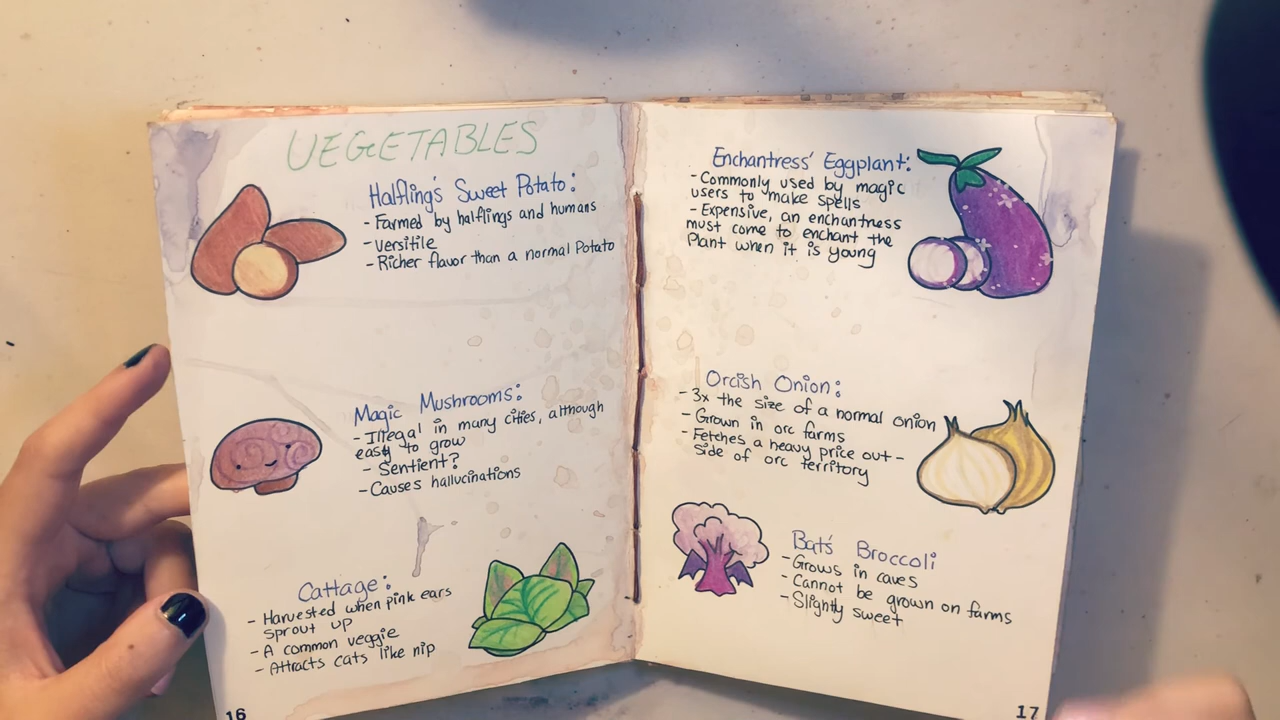 VEGETABLES
Halfling's Sweet Potato:
- Farmed by halflings and humans
- Versitile
- Richer flavor than a normal Potato
Magic Mushrooms:
- Illegal in many cities, although
easy to grow
- Sentient?
- Causes hallucinations
Cattage:
- Harvested when pink ears
sprout up
- A common veggie
- Attracts cats like nip
16
Enchantress' Eggplant:
- Commonly used by magic
users to make spells
- Expensive, an enchantness
must come to enchant the
Plant when it is young
Orcish Onion:
- 3x the size of a normal onion
- Grown in orc farms
- Fetches a heavy price out-
side of orc territory
Bat's Broccoli
- Grows in caves
- Cannot be grown on farms
- Slightly sweet
17